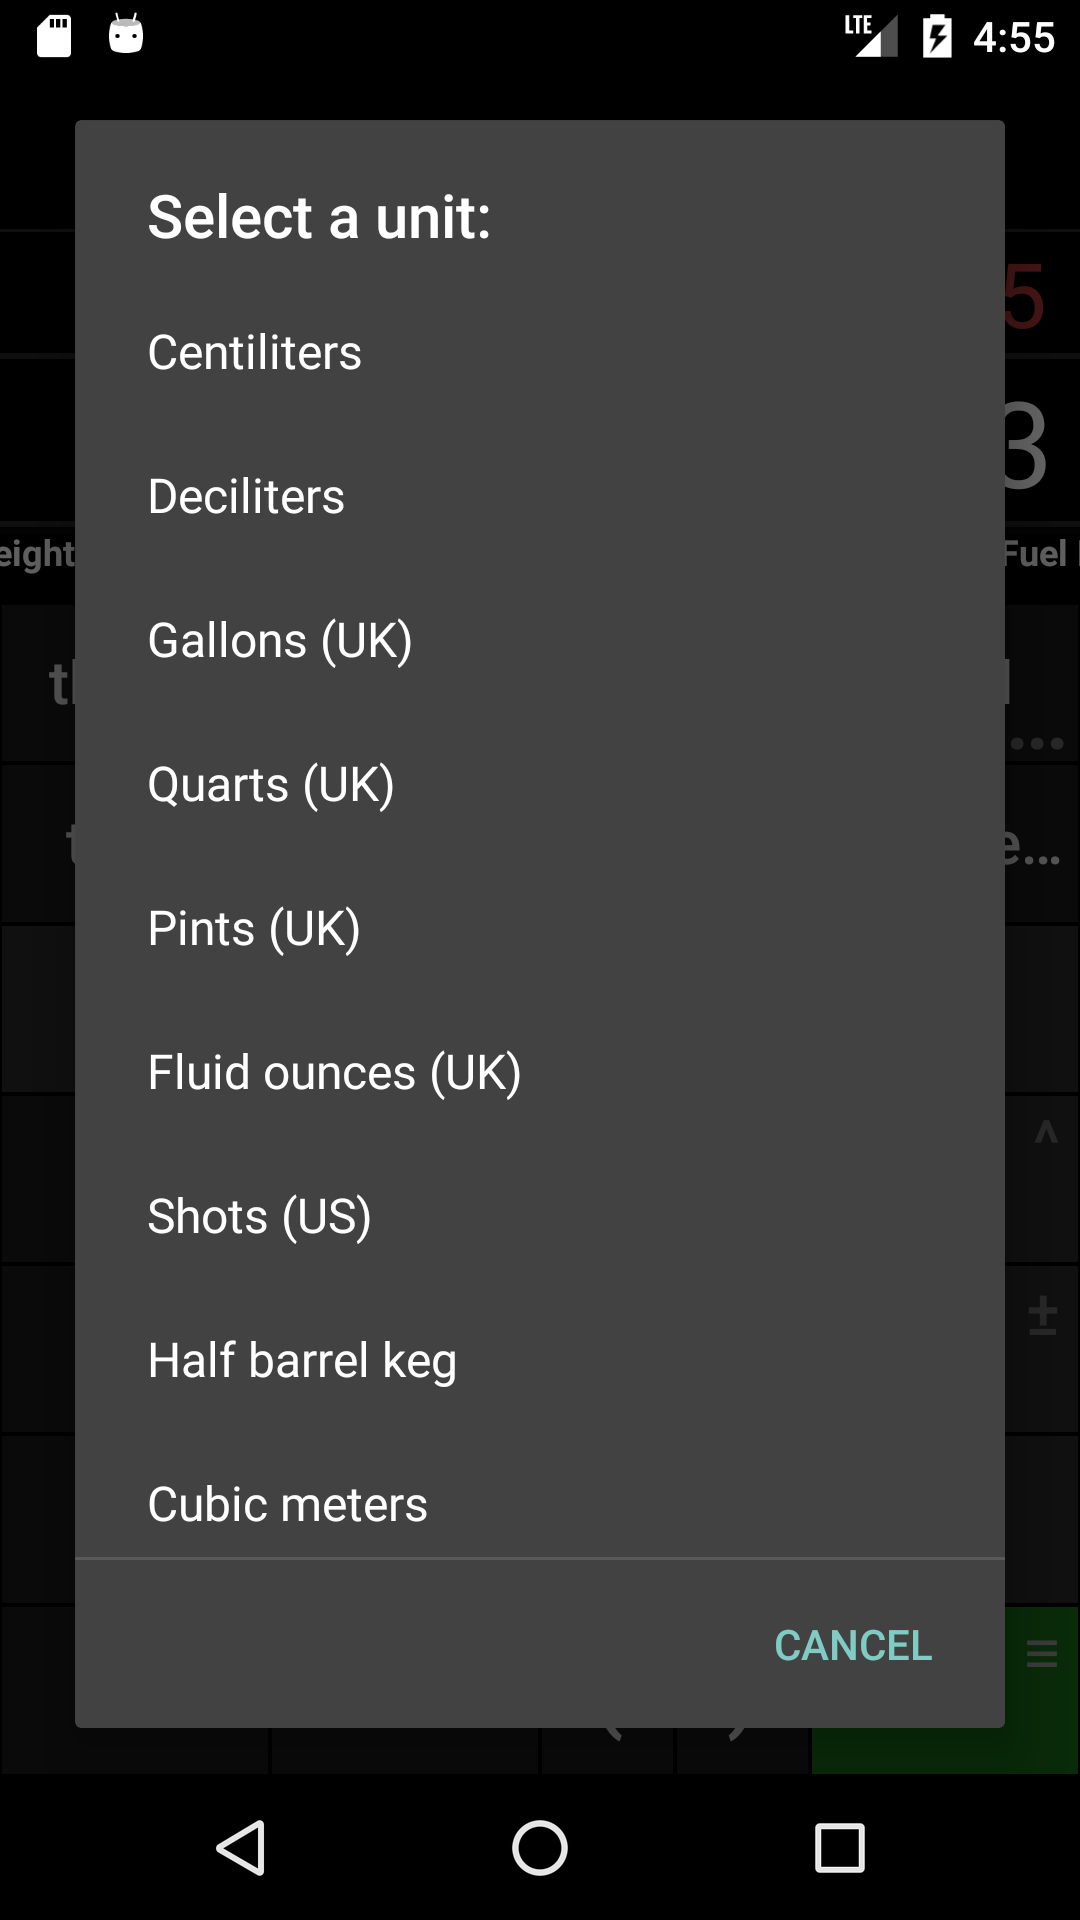 LTE 4:55
Select a unit:
5
Centiliters
3
Deciliters
eight Fuel
Gallons (UK)
...
Quarts (UK)
e...
Pints (UK)
Fluid ounces (UK)
^
Shots (US)
±
Half barrel keg
Cubic meters
CANCEL
( )